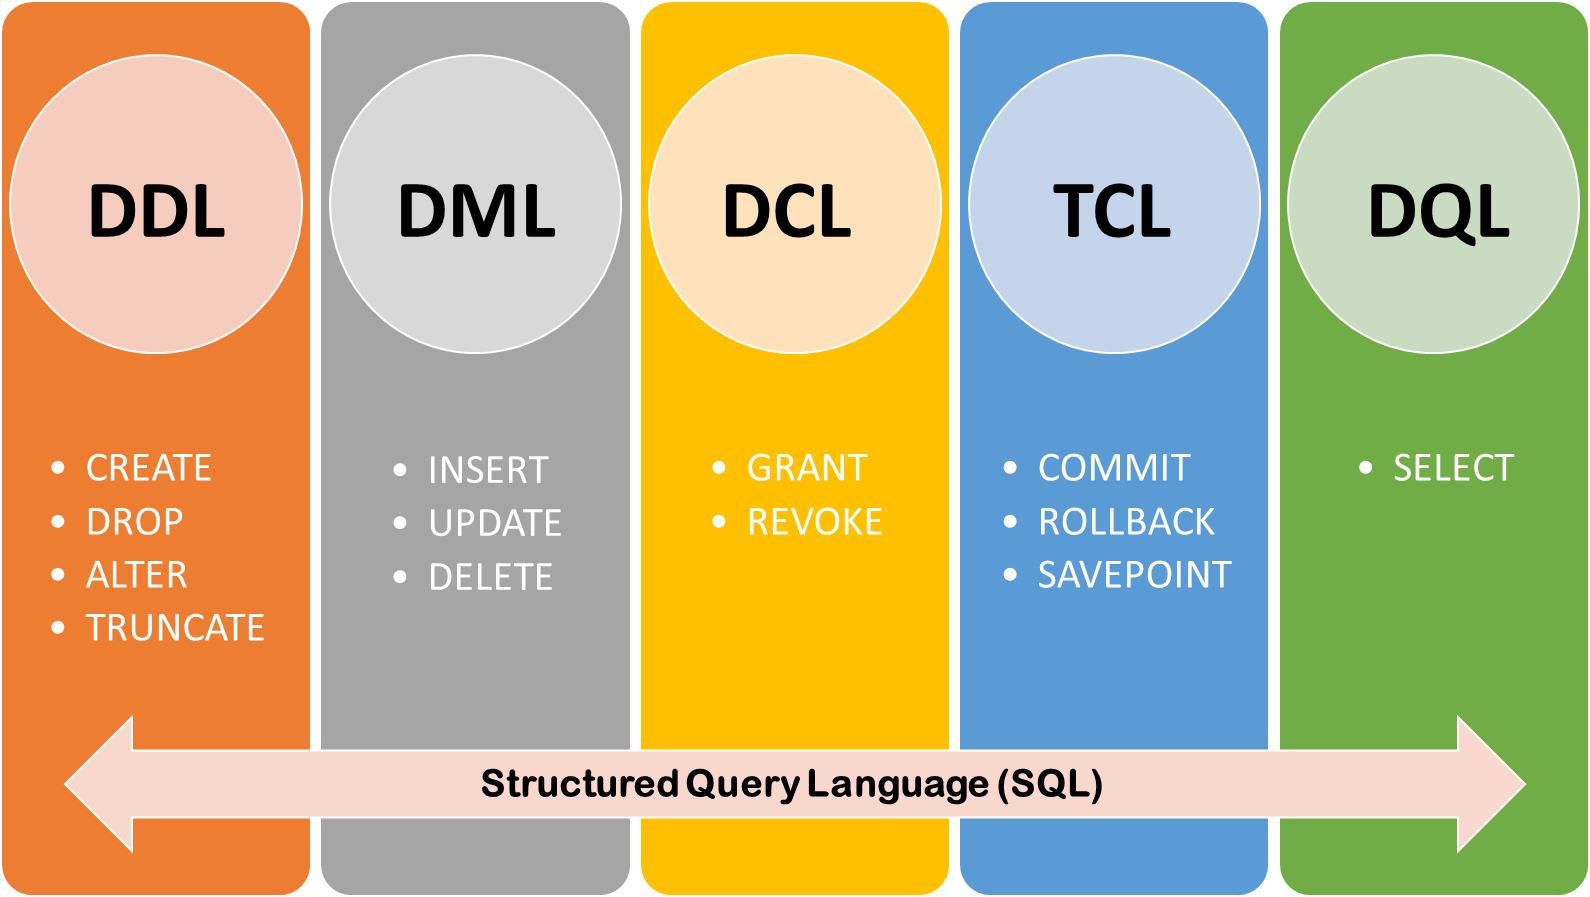 DDL
• CREATE
• DROP
• ALTER
• TRUNCATE
DML
• INSERT
• UPDATE
• DELETE
DCL
• GRANT
• REVOKE
TCL
• COMMIT
• ROLLBACK
• SAVEPOINT
DQL
• SELECT
Structured Query Language (SQL)